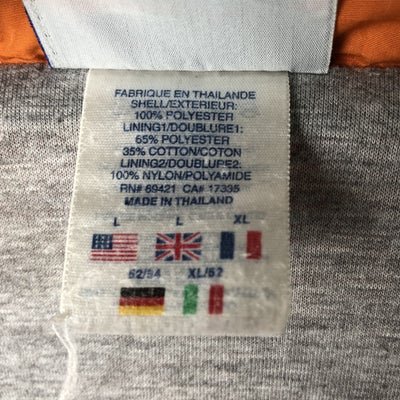 FABRIQUE EN THAILANDE
SHELL/EXTERIEUR:
100% POLYESTER
LINING1/DOUBLURE1:
65% POLYESTER
35% COTTON/COTON
LINING2/DOUBLURE2:
100% NYLON/POLYAMIDE
RN# 69421 CA# 17335
MADE IN THAILAND
L L XL
52/54 XL/52